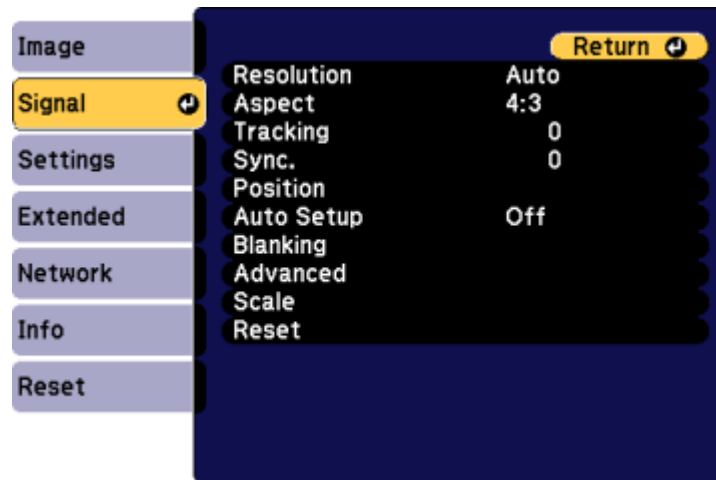 Image
Signal
Settings
Extended
Network
Info
Reset
Return
Resolution Auto
Aspect 4:3
Tracking 0
Sync. 0
Position
Auto Setup Off
Blanking
Advanced
Scale
Reset